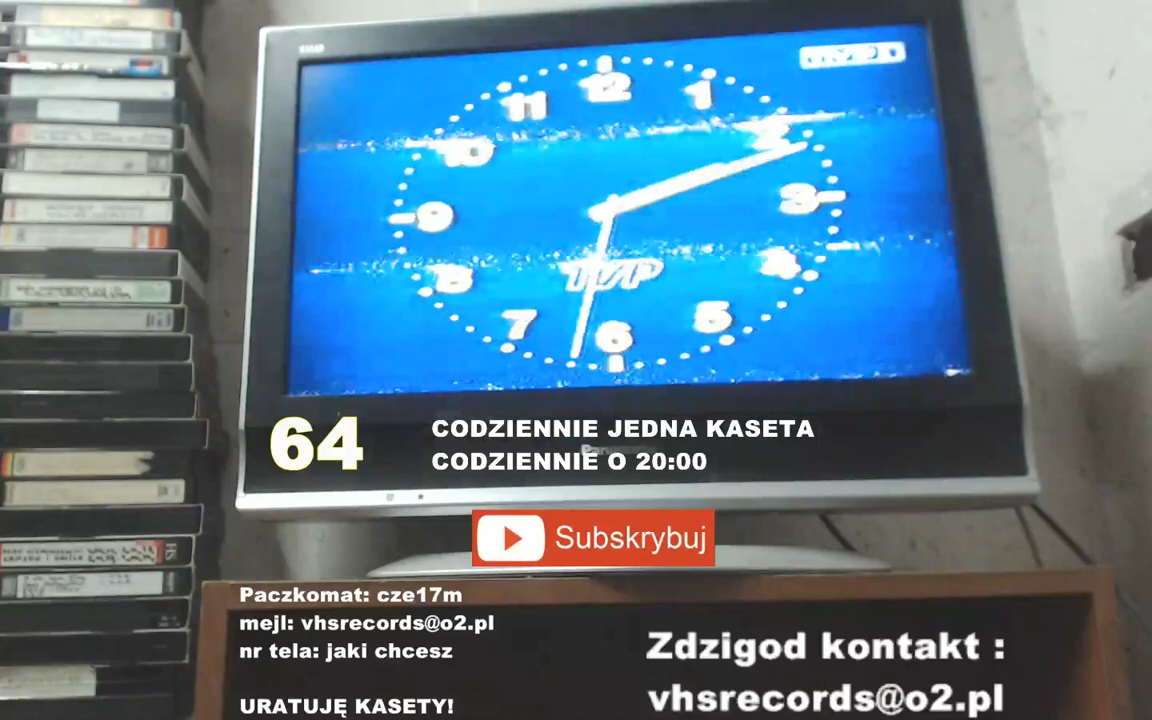 12
11
1
10
2
9
3
TVP
8
4
7
5
6
64
CODZIENNIE JEDNA KASETA
CODZIENNIE O 20:00
Subskrybuj
Paczkomat: cze17m
mejl: vhsrecords@o2.pl
nr tela: jaki chcesz
URATUJĘ KASETY!
Zdzigod kontakt :
vhsrecords@o2.pl